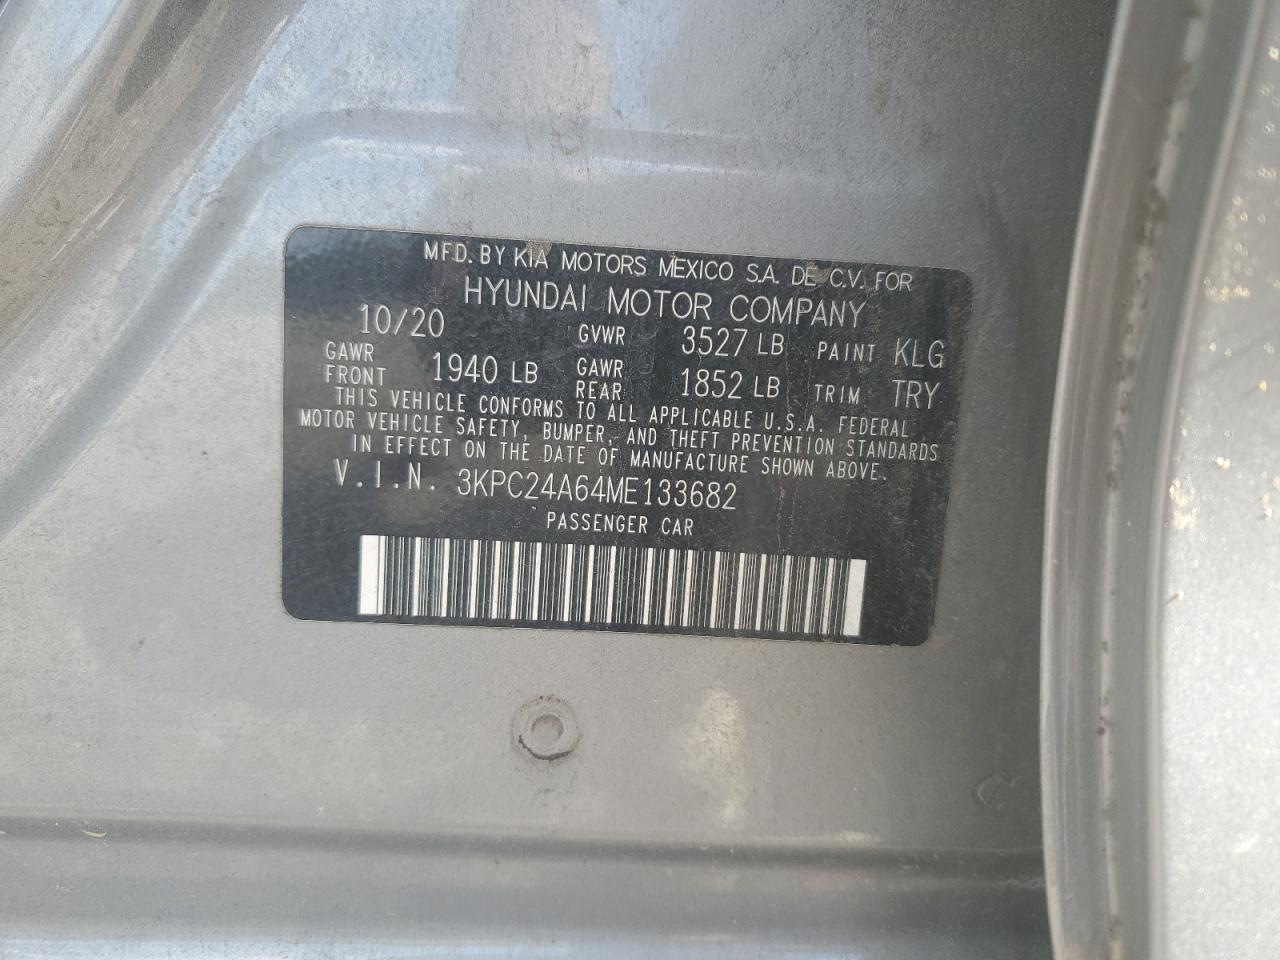 MFD. BY KIA MOTORS MEXICO S.A. DE C.V. FOR
HYUNDAI MOTOR COMPANY
10/20 GVWR 3527 LB PAINT KLG
GAWR FRONT 1940 LB GAWR REAR 1852 LB TRIM TRY
THIS VEHICLE CONFORMS TO ALL APPLICABLE U.S.A. FEDERAL
MOTOR VEHICLE SAFETY, BUMPER, AND THEFT PREVENTION STANDARDS
IN EFFECT ON THE DATE OF MANUFACTURE SHOWN ABOVE.
V.I.N. 3KPC24A64ME133682
PASSENGER CAR